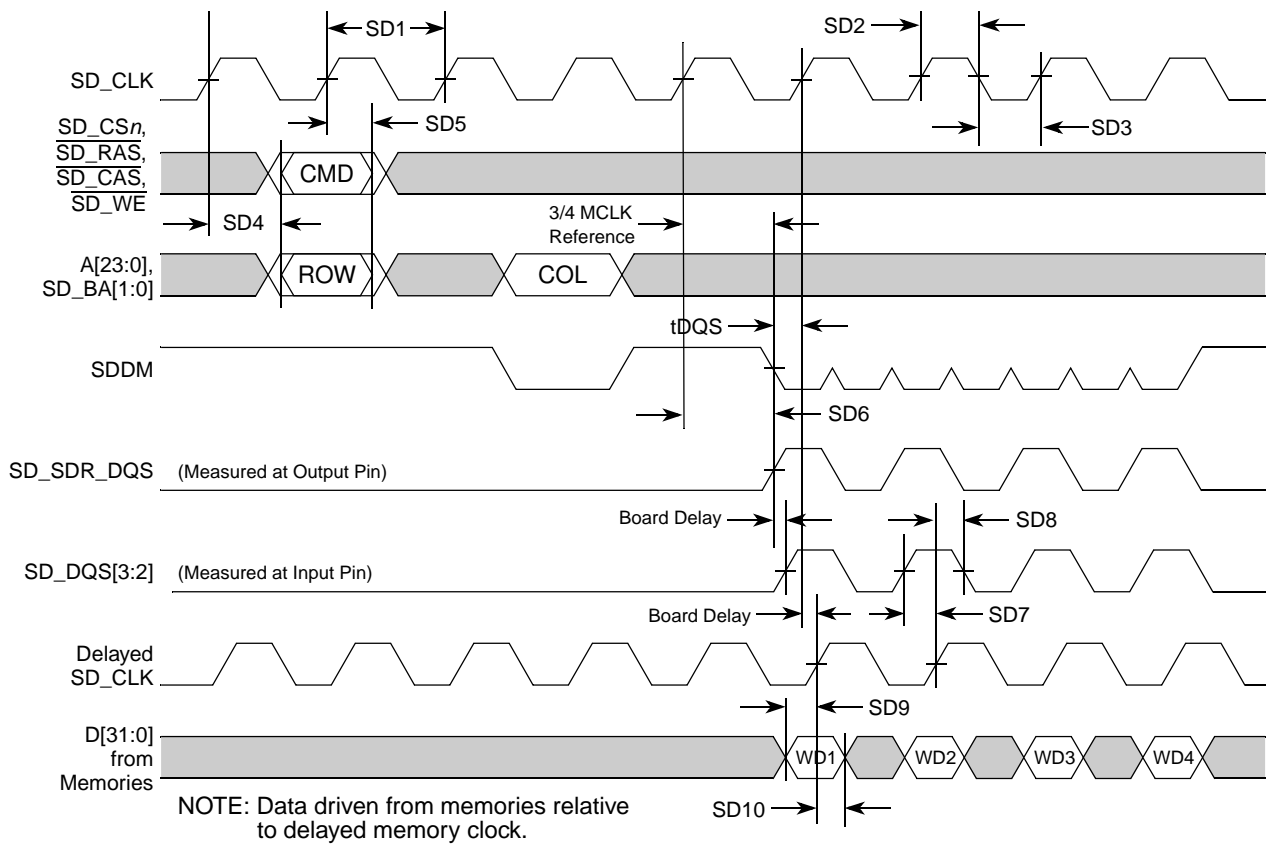 SD1
SD2
SD_CLK
SD5
SD3
SD_CSn,
SD_RAS,
SD_CAS,
SD_WE
CMD
SD4
3/4 MCLK
Reference
A[23:0],
SD_BA[1:0]
ROW
COL
tDQS
SDDM
SD6
SD_SDR_DQS
(Measured at Output Pin)
Board Delay
SD8
SD_DQS[3:2]
(Measured at Input Pin)
Board Delay
SD7
Delayed
SD_CLK
SD9
D[31:0]
from
Memories
WD1
WD2
WD3
WD4
NOTE: Data driven from memories relative
to delayed memory clock.
SD10